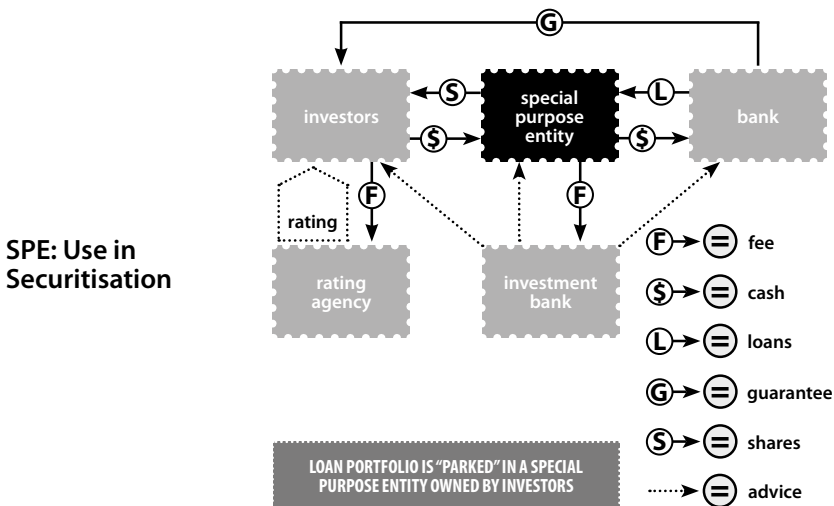 G
investors
S
special
purpose
entity
L
bank
$
$
F
F
rating
SPE: Use in
Securitisation
rating
agency
investment
bank
F = fee
$ = cash
L = loans
G = guarantee
S = shares
= advice
LOAN PORTFOLIO IS “PARKED” IN A SPECIAL
PURPOSE ENTITY OWNED BY INVESTORS